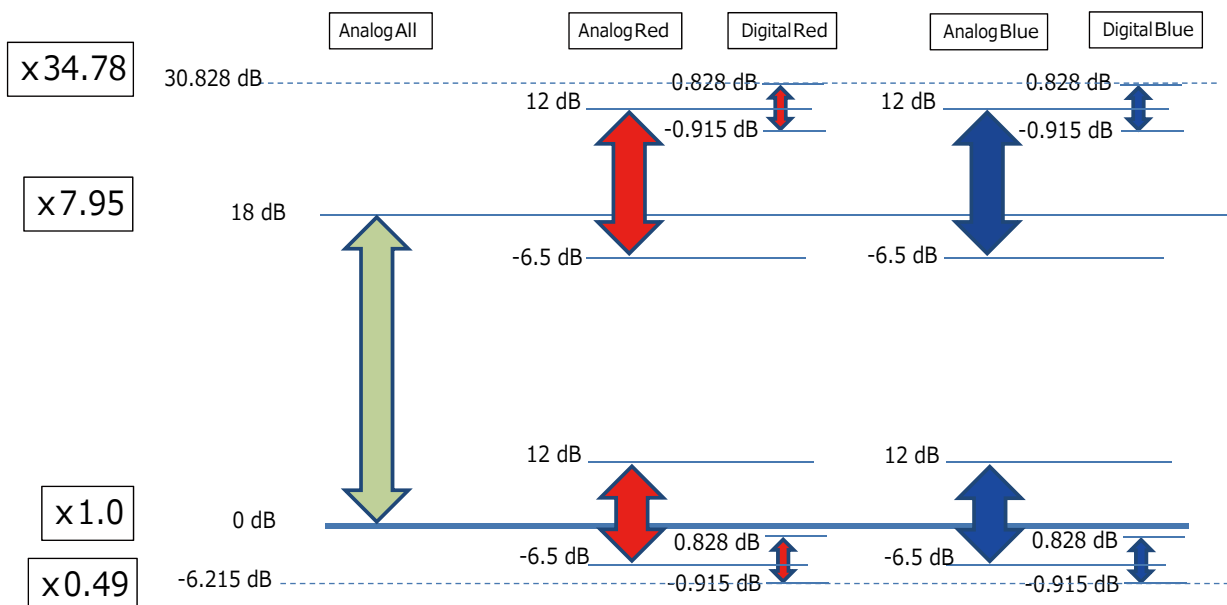 AnalogAll
AnalogRed
DigitalRed
AnalogBlue
DigitalBlue
x34.78
30.828 dB
0.828 dB
0.828 dB
12 dB
12 dB
-0.915 dB
-0.915 dB
x7.95
18 dB
-6.5 dB
-6.5 dB
12 dB
12 dB
x1.0
0 dB
0.828 dB
0.828 dB
-6.5 dB
-6.5 dB
x0.49
-6.215 dB
-0.915 dB
-0.915 dB